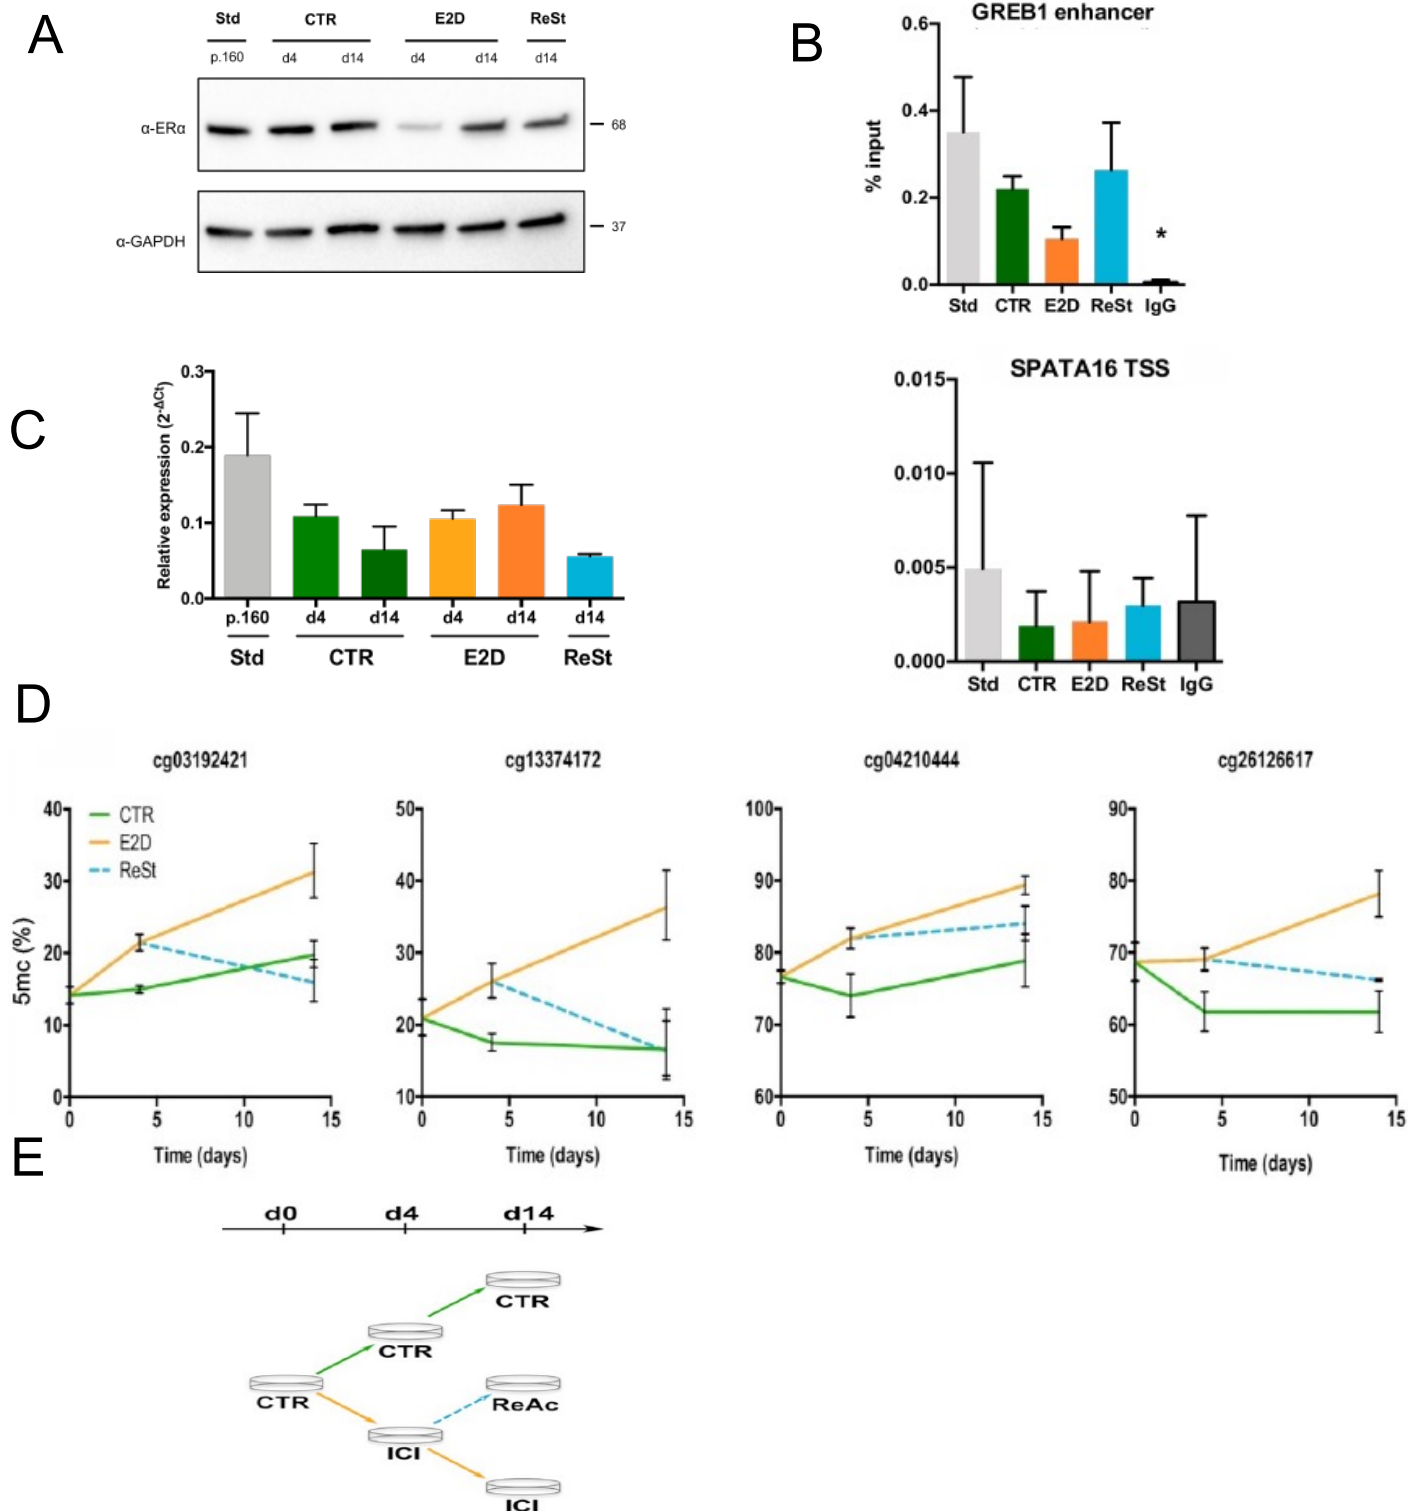 A
Std CTR E2D ReSt
p.160 d4 d14 d4 d14 d14
α-ERα
68
α-GAPDH
37
B
GREB1 enhancer
% input
0.6
0.4
0.2
0.0
*
Std CTR E2D ReSt IgG
SPATA16 TSS
0.015
0.010
0.005
0.000
Std CTR E2D ReSt IgG
C
Relative expression (2-ΔCt)
0.3
0.2
0.1
0.0
p.160 d4 d14 d4 d14 d14
Std CTR E2D ReSt
D
cg03192421
5mc (%)
40
30
20
10
0
CTR
E2D
ReSt
0 5 10 15
Time (days)
cg13374172
50
40
30
20
10
0 5 10 15
Time (days)
cg04210444
100
90
80
70
60
0 5 10 15
Time (days)
cg26126617
90
80
70
60
50
0 5 10 15
Time (days)
E
d0 d4 d14
CTR
CTR
CTR
ReAc
ICI
ICI